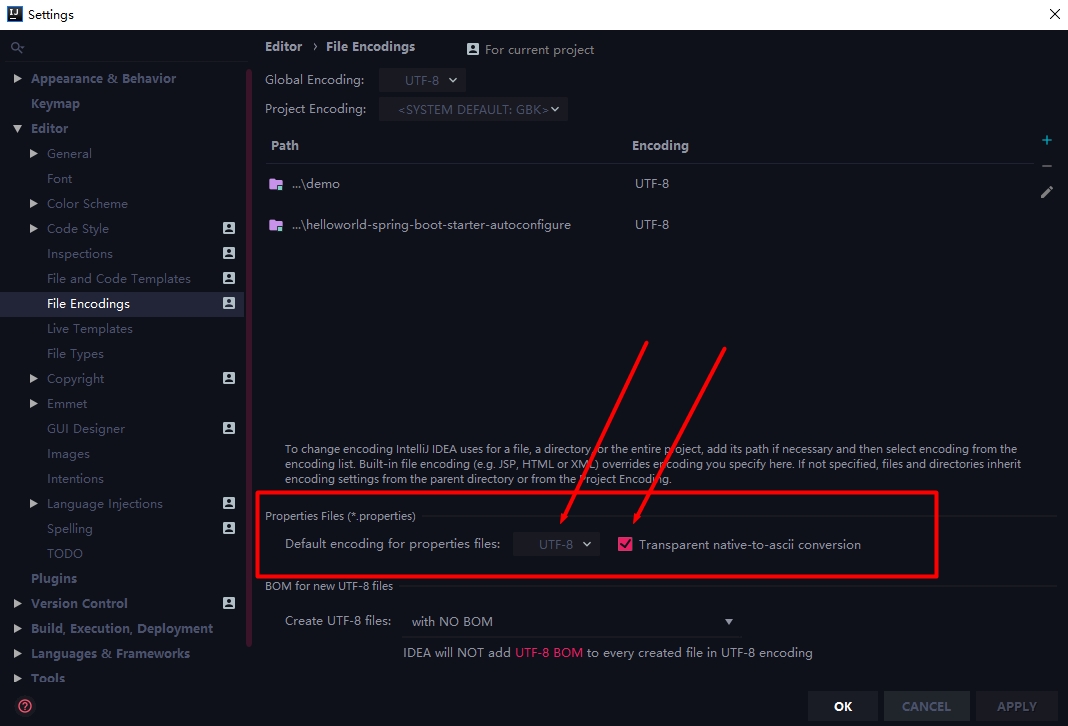 IJ Settings
Appearance & Behavior
Keymap
Editor
General
Font
Color Scheme
Code Style
Inspections
File and Code Templates
File Encodings
Live Templates
File Types
Copyright
Emmet
GUI Designer
Images
Intentions
Language Injections
Spelling
TODO
Plugins
Version Control
Build, Execution, Deployment
Languages & Frameworks
Tools
?
Editor › File Encodings For current project
Global Encoding: UTF-8
Project Encoding: <SYSTEM DEFAULT: GBK>
Path Encoding
...\demo UTF-8
...\helloworld-spring-boot-starter-autoconfigure UTF-8
To change encoding IntelliJ IDEA uses for a file, a directory, or the entire project, add its path if necessary and then select encoding from the
encoding list. Built-in file encoding (e.g. JSP, HTML or XML) overrides encoding you specify here. If not specified, files and directories inherit
encoding settings from the parent directory or from the Project Encoding.
Properties Files (*.properties)
Default encoding for properties files: UTF-8 Transparent native-to-ascii conversion
BOM for new UTF-8 files
Create UTF-8 files: with NO BOM
IDEA will NOT add UTF-8 BOM to every created file in UTF-8 encoding
OK CANCEL APPLY